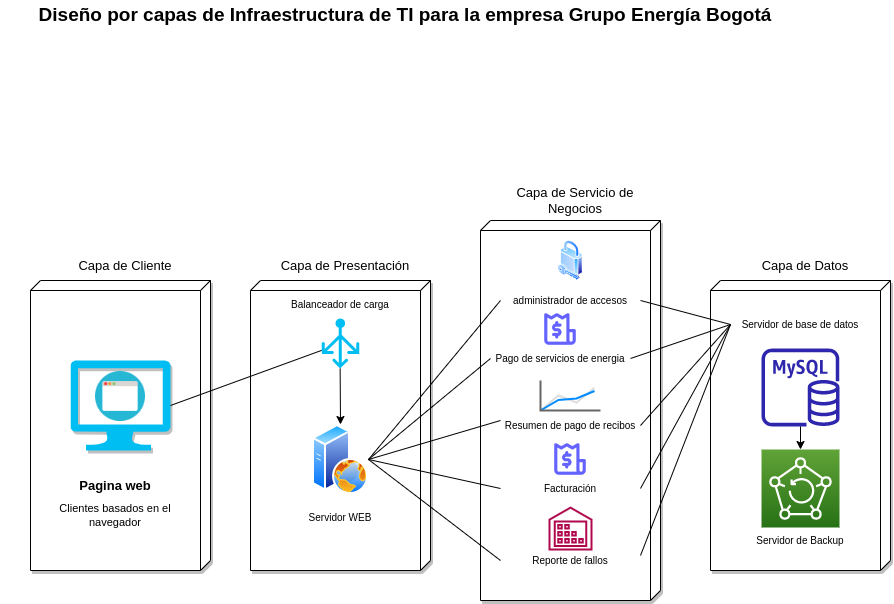 Diseño por capas de Infraestructura de TI para la empresa Grupo Energía Bogotá
Capa de Cliente
Pagina web
Clientes basados en el
navegador
Capa de Presentación
Balanceador de carga
Servidor WEB
Capa de Servicio de
Negocios
administrador de accesos
Pago de servicios de energia
Resumen de pago de recibos
Facturación
Reporte de fallos
Capa de Datos
Servidor de base de datos
MySQL
Servidor de Backup